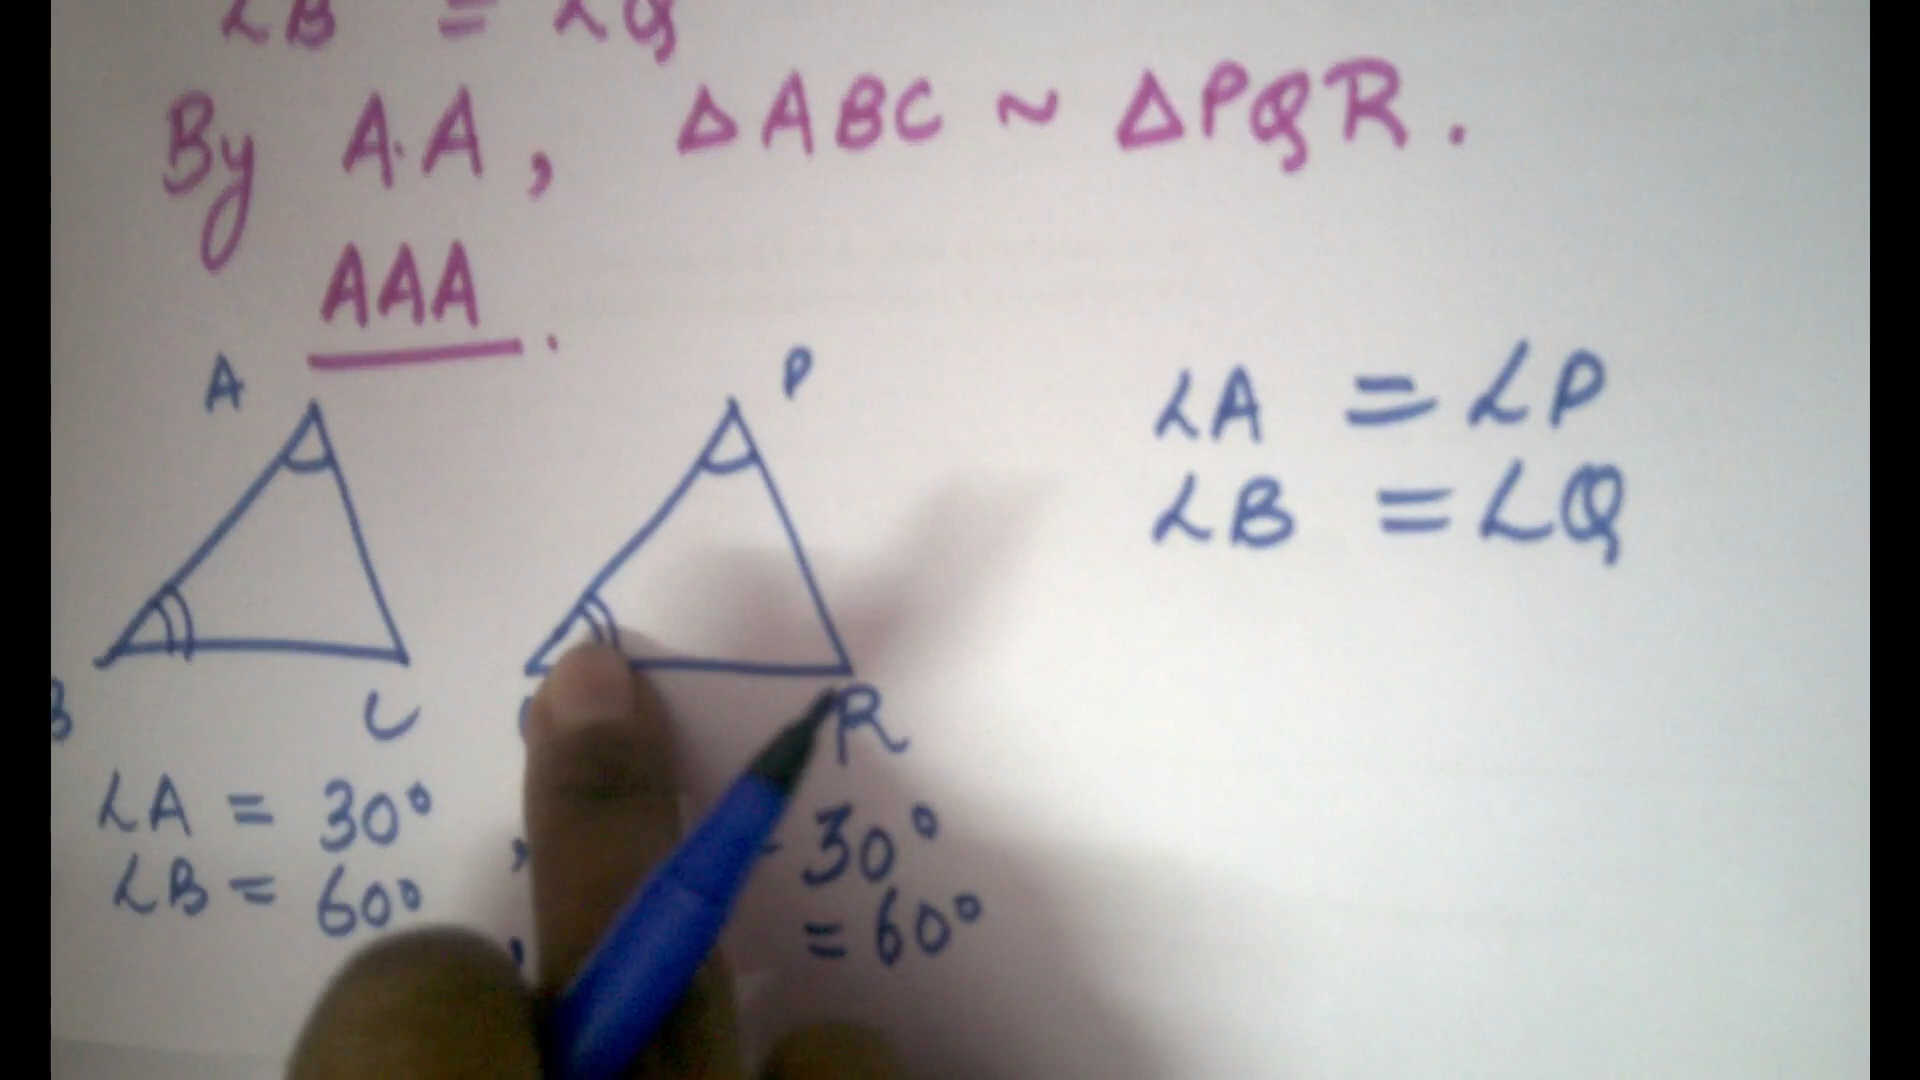 ∠B = ∠Q
By A.A, ΔABC ~ ΔPQR.
AAA.
A
P
∠A = ∠P
∠B = ∠Q
B
C
R
∠A = 30°, 30°
∠B = 60°, = 60°